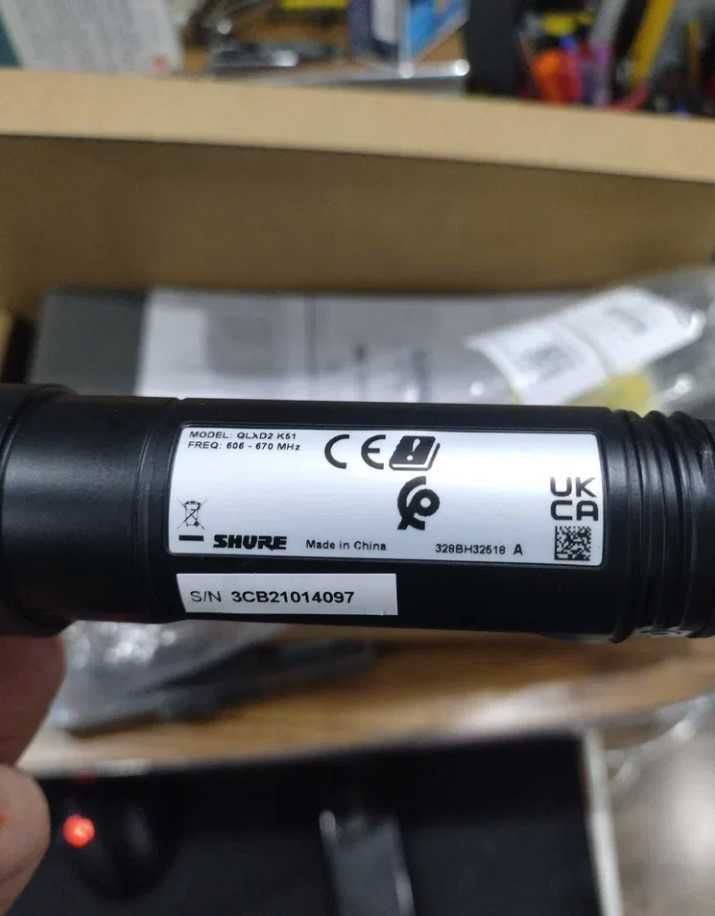 MODEL: QLXD2 K51
FREQ: 606 - 670 MHz
CE
UK
CA
SHURE
Made in China
328BH32518 A
S/N 3CB21014097